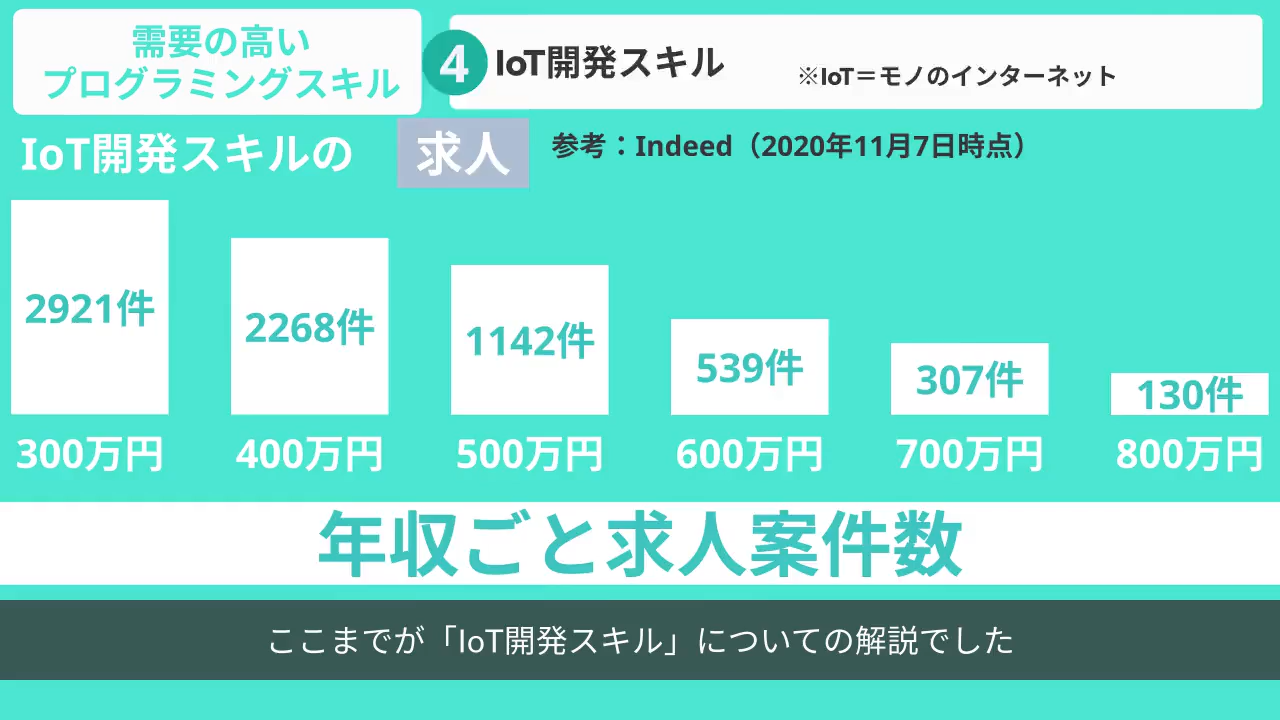 需要の高い
プログラミングスキル
4 IoT開発スキル ※IoT＝モノのインターネット
IoT開発スキルの 求人 参考：Indeed（2020年11月7日時点）
2921件 2268件 1142件 539件 307件 130件
300万円 400万円 500万円 600万円 700万円 800万円
年収ごと求人案件数
ここまでが「IoT開発スキル」についての解説でした